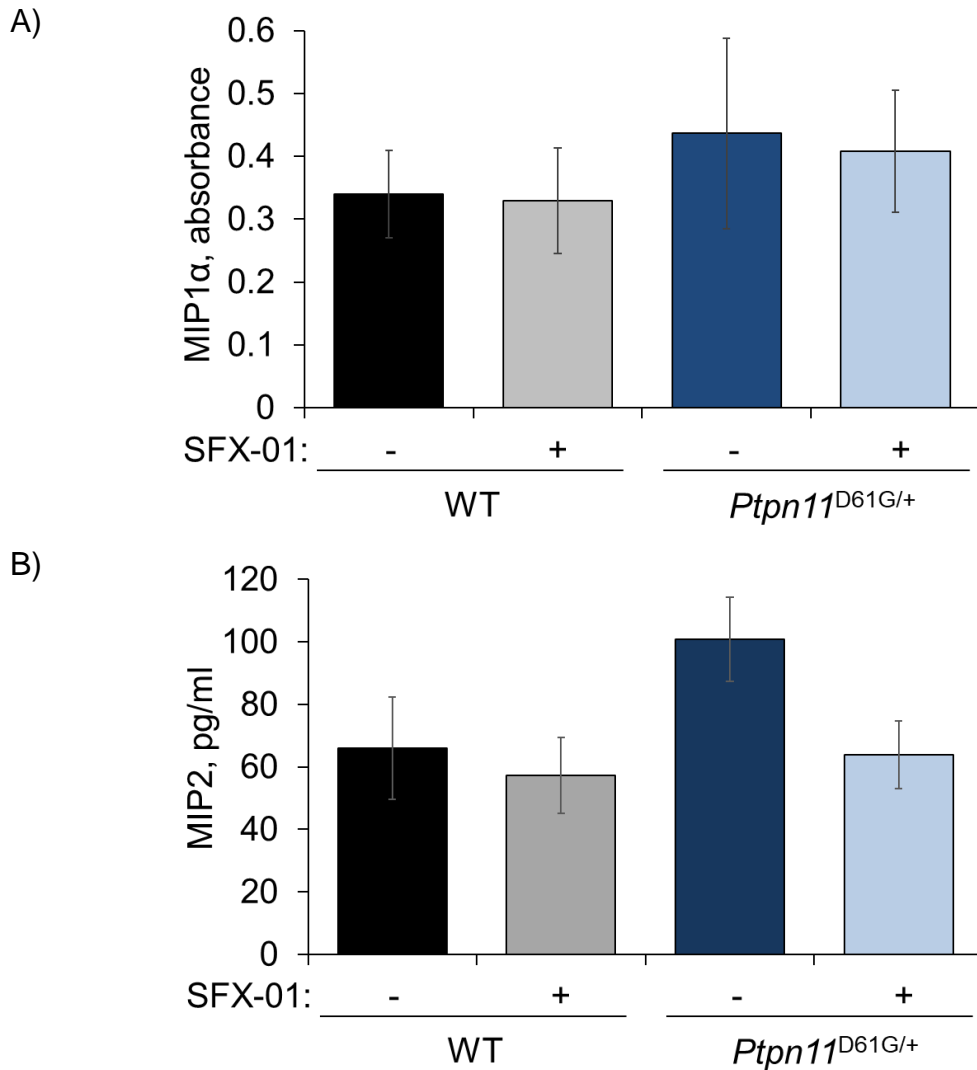 A)
MIP1α, absorbance
0.6
0.5
0.4
0.3
0.2
0.1
0
SFX-01: - + - +
WT Ptpn11D61G/+
B)
MIP2, pg/ml
120
100
80
60
40
20
0
SFX-01: - + - +
WT Ptpn11D61G/+